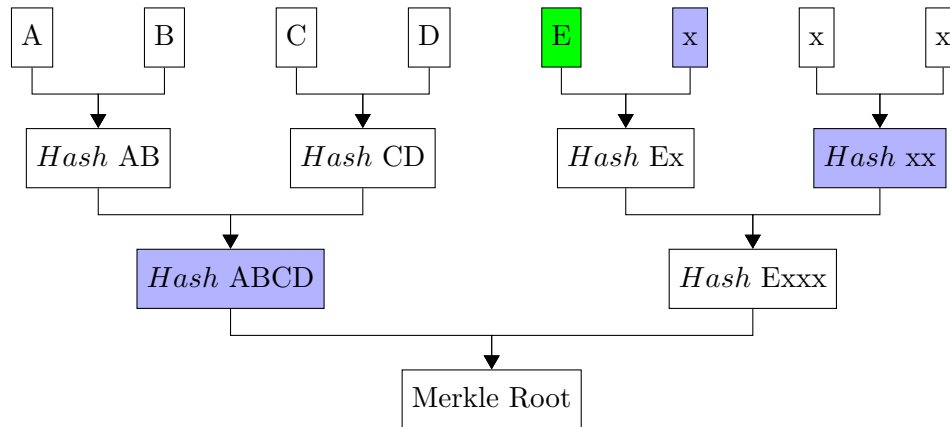 A B C D E x x x
Hash AB Hash CD Hash Ex Hash xx
Hash ABCD Hash Exxx
Merkle Root